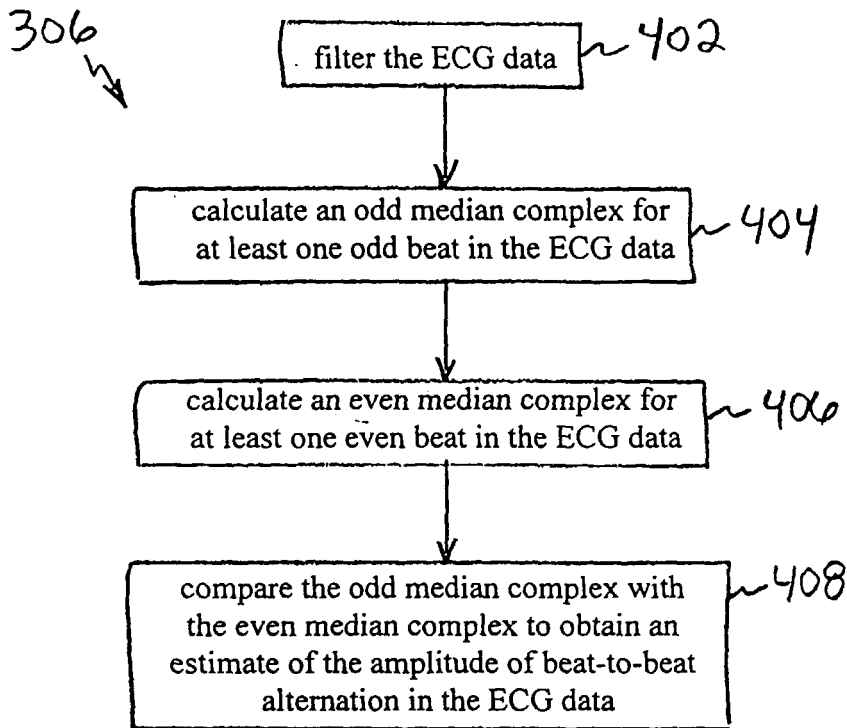 306
filter the ECG data
402
calculate an odd median complex for
at least one odd beat in the ECG data
404
calculate an even median complex for
at least one even beat in the ECG data
406
compare the odd median complex with
the even median complex to obtain an
estimate of the amplitude of beat-to-beat
alternation in the ECG data
408